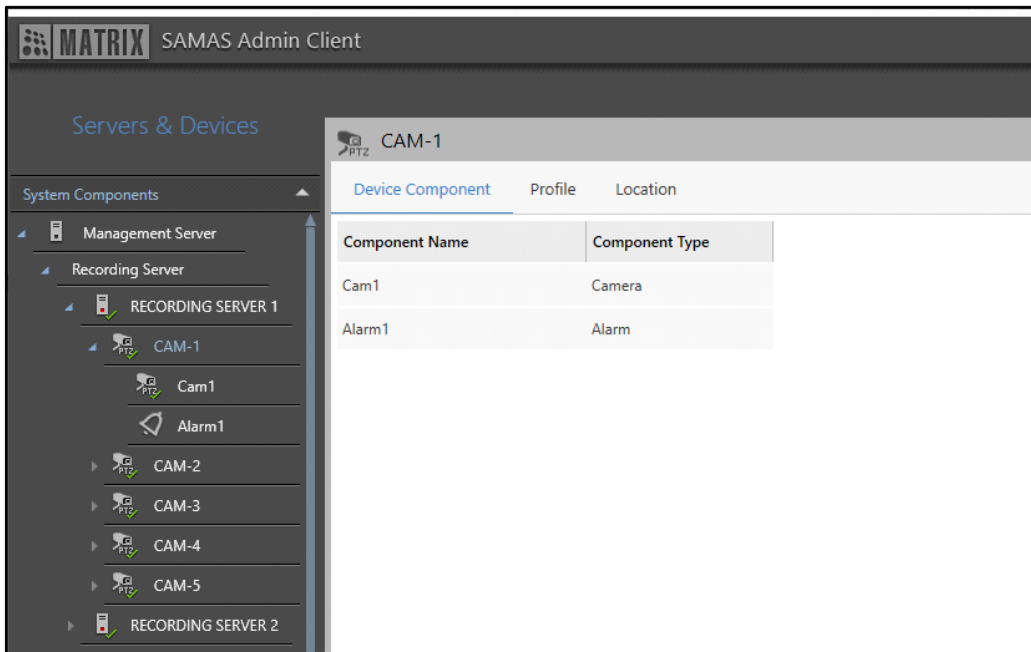 MATRIX SAMAS Admin Client
Servers & Devices
System Components
Management Server
Recording Server
RECORDING SERVER 1
CAM-1
Cam1
Alarm1
CAM-2
CAM-3
CAM-4
CAM-5
RECORDING SERVER 2
PTZ CAM-1
Device Component Profile Location
Component Name Component Type
Cam1 Camera
Alarm1 Alarm